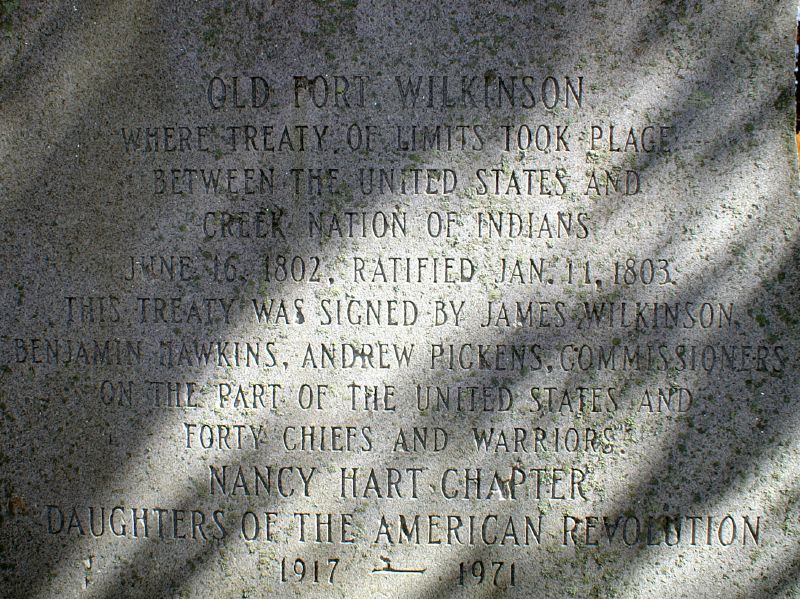 OLD FORT WILKINSON
WHERE TREATY OF LIMITS TOOK PLACE
BETWEEN THE UNITED STATES AND
CREEK NATION OF INDIANS
JUNE 16, 1802, RATIFIED JAN. 11, 1803.
THIS TREATY WAS SIGNED BY JAMES WILKINSON,
BENJAMIN HAWKINS, ANDREW PICKENS, COMMISSIONERS
ON THE PART OF THE UNITED STATES AND
FORTY CHIEFS AND WARRIORS.
NANCY HART CHAPTER
DAUGHTERS OF THE AMERICAN REVOLUTION
1917 — 1971